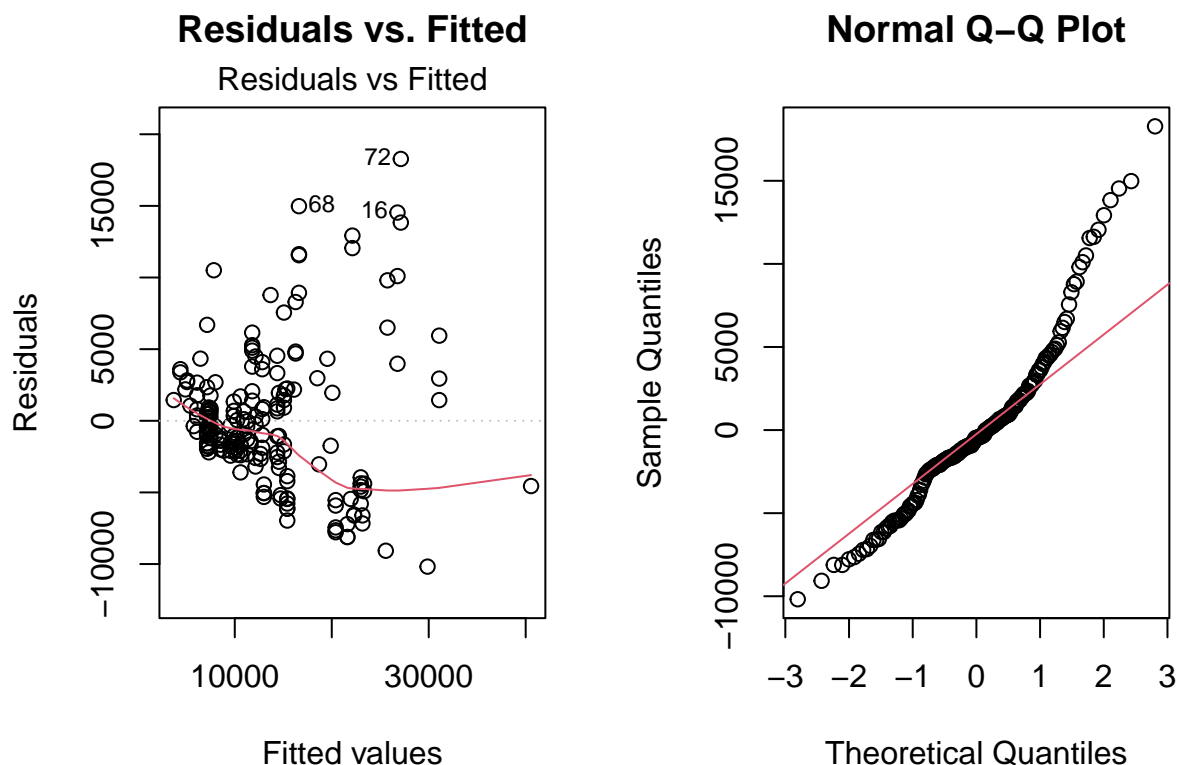 Residuals vs. Fitted
Residuals vs Fitted
Residuals
15000
5000
0
−10000
72
68
16
10000
30000
Fitted values
Normal Q−Q Plot
Sample Quantiles
15000
5000
0
−10000
−3
−2
−1
0
1
2
3
Theoretical Quantiles